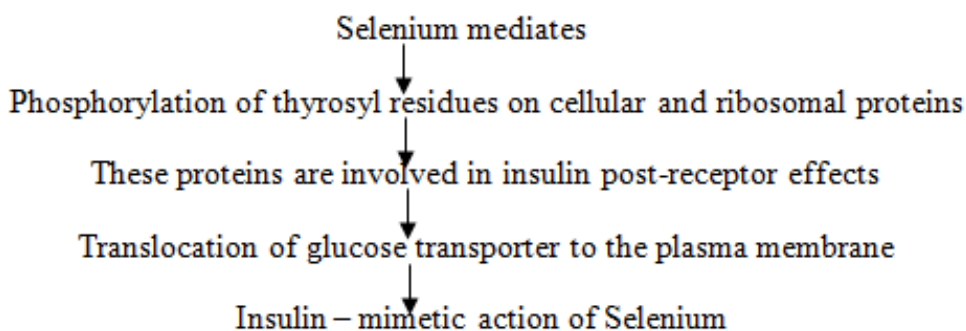 Selenium mediates
Phosphorylation of thyrosyl residues on cellular and ribosomal proteins
These proteins are involved in insulin post-receptor effects
Translocation of glucose transporter to the plasma membrane
Insulin – mimetic action of Selenium